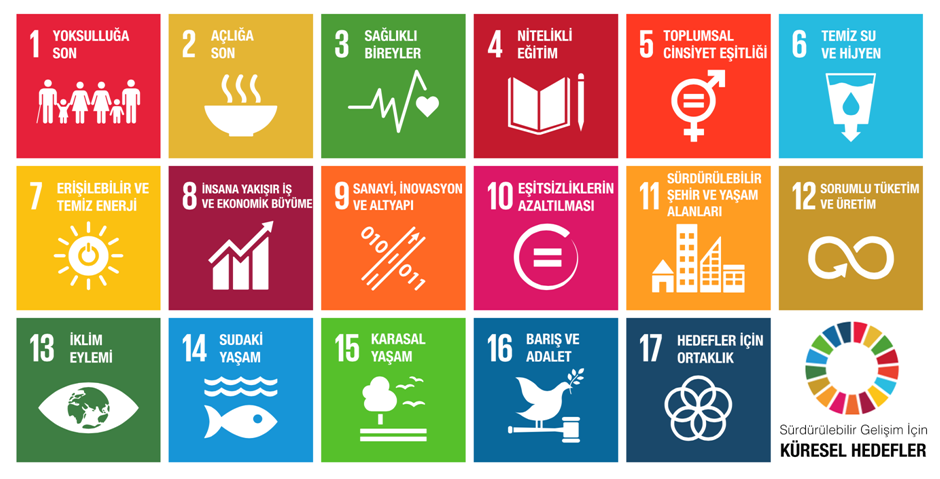 1 YOKSULLUĞA
SON
2 AÇLIĞA
SON
3 SAĞLIKLI
BİREYLER
4 NİTELİKLİ
EĞİTİM
5 TOPLUMSAL
CİNSİYET EŞİTLİĞİ
6 TEMİZ SU
VE HİJYEN
7 ERİŞİLEBİLİR VE
TEMİZ ENERJİ
8 İNSANA YAKIŞIR İŞ
VE EKONOMİK BÜYÜME
9 SANAYİ, İNOVASYON
VE ALTYAPI
010
011
10 EŞİTSİZLİKLERİN
AZALTILMASI
11 SÜRDÜRÜLEBİLİR
ŞEHİR VE YAŞAM
ALANLARI
12 SORUMLU TÜKETİM
VE ÜRETİM
13 İKLİM
EYLEMİ
14 SUDAKİ
YAŞAM
15 KARASAL
YAŞAM
16 BARIŞ VE
ADALET
17 HEDEFLER İÇİN
ORTAKLIK
Sürdürülebilir Gelişim İçin
KÜRESEL HEDEFLER